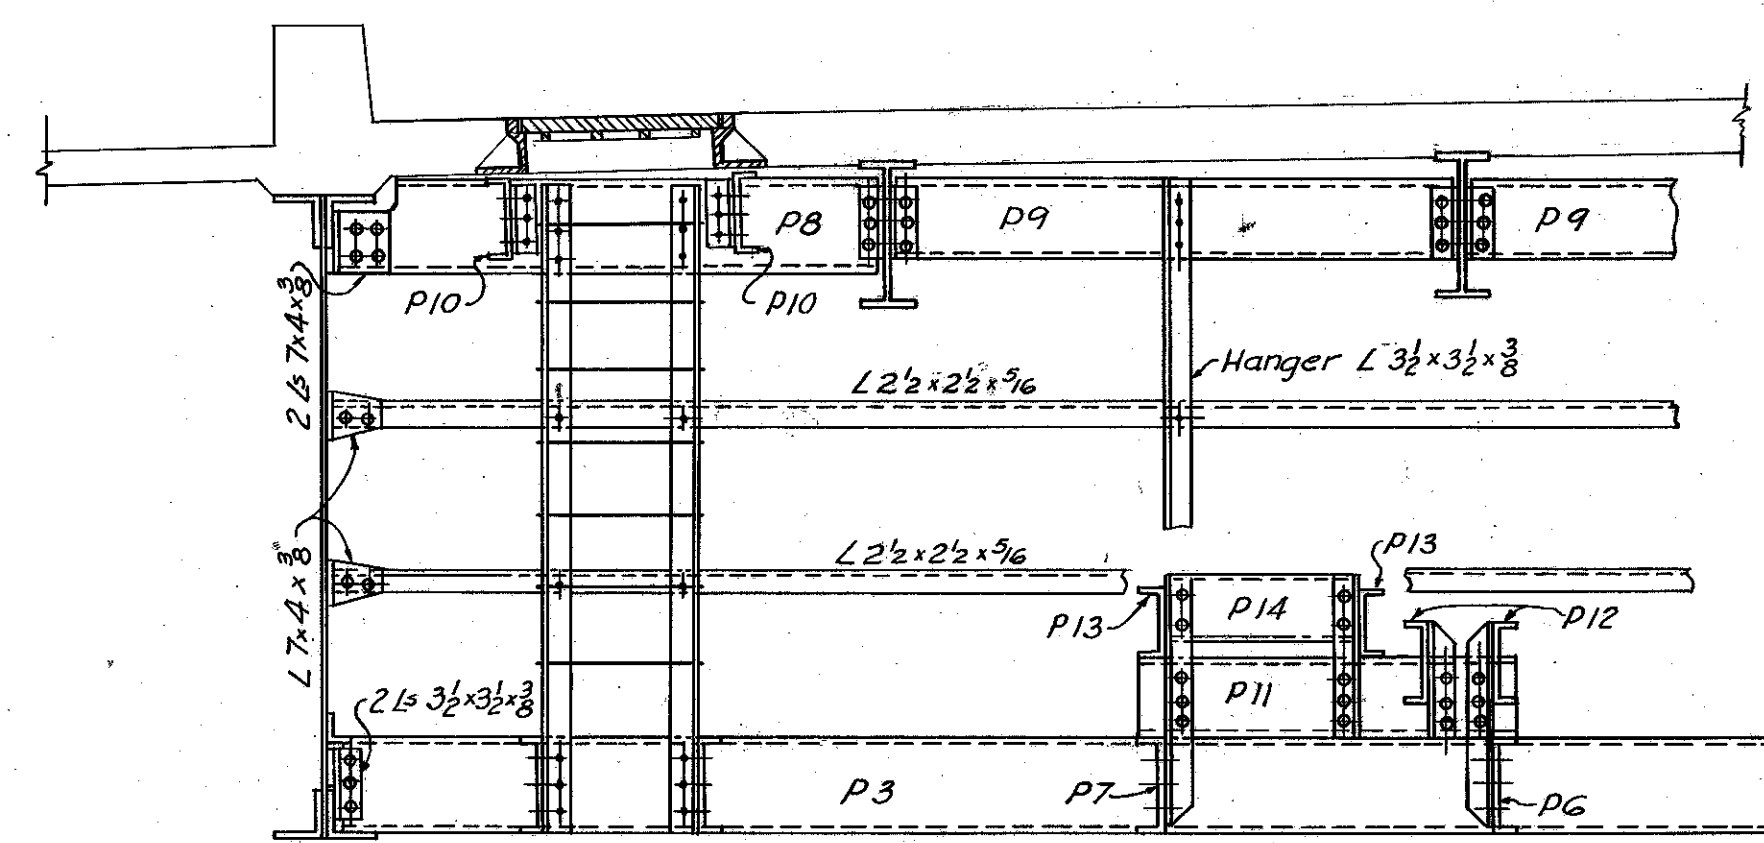 P8
P9
P9
P10
P10
2 Ls 7x4x3/8
Hanger L 3 1/2 x 3 1/2 x 3/8
L 2 1/2 x 2 1/2 x 5/16
L 2 1/2 x 2 1/2 x 5/16
P13
L 7x4x3/8
P14
P13
P12
2 Ls 3 1/2 x 3 1/2 x 3/8
P11
P3
P7
P6